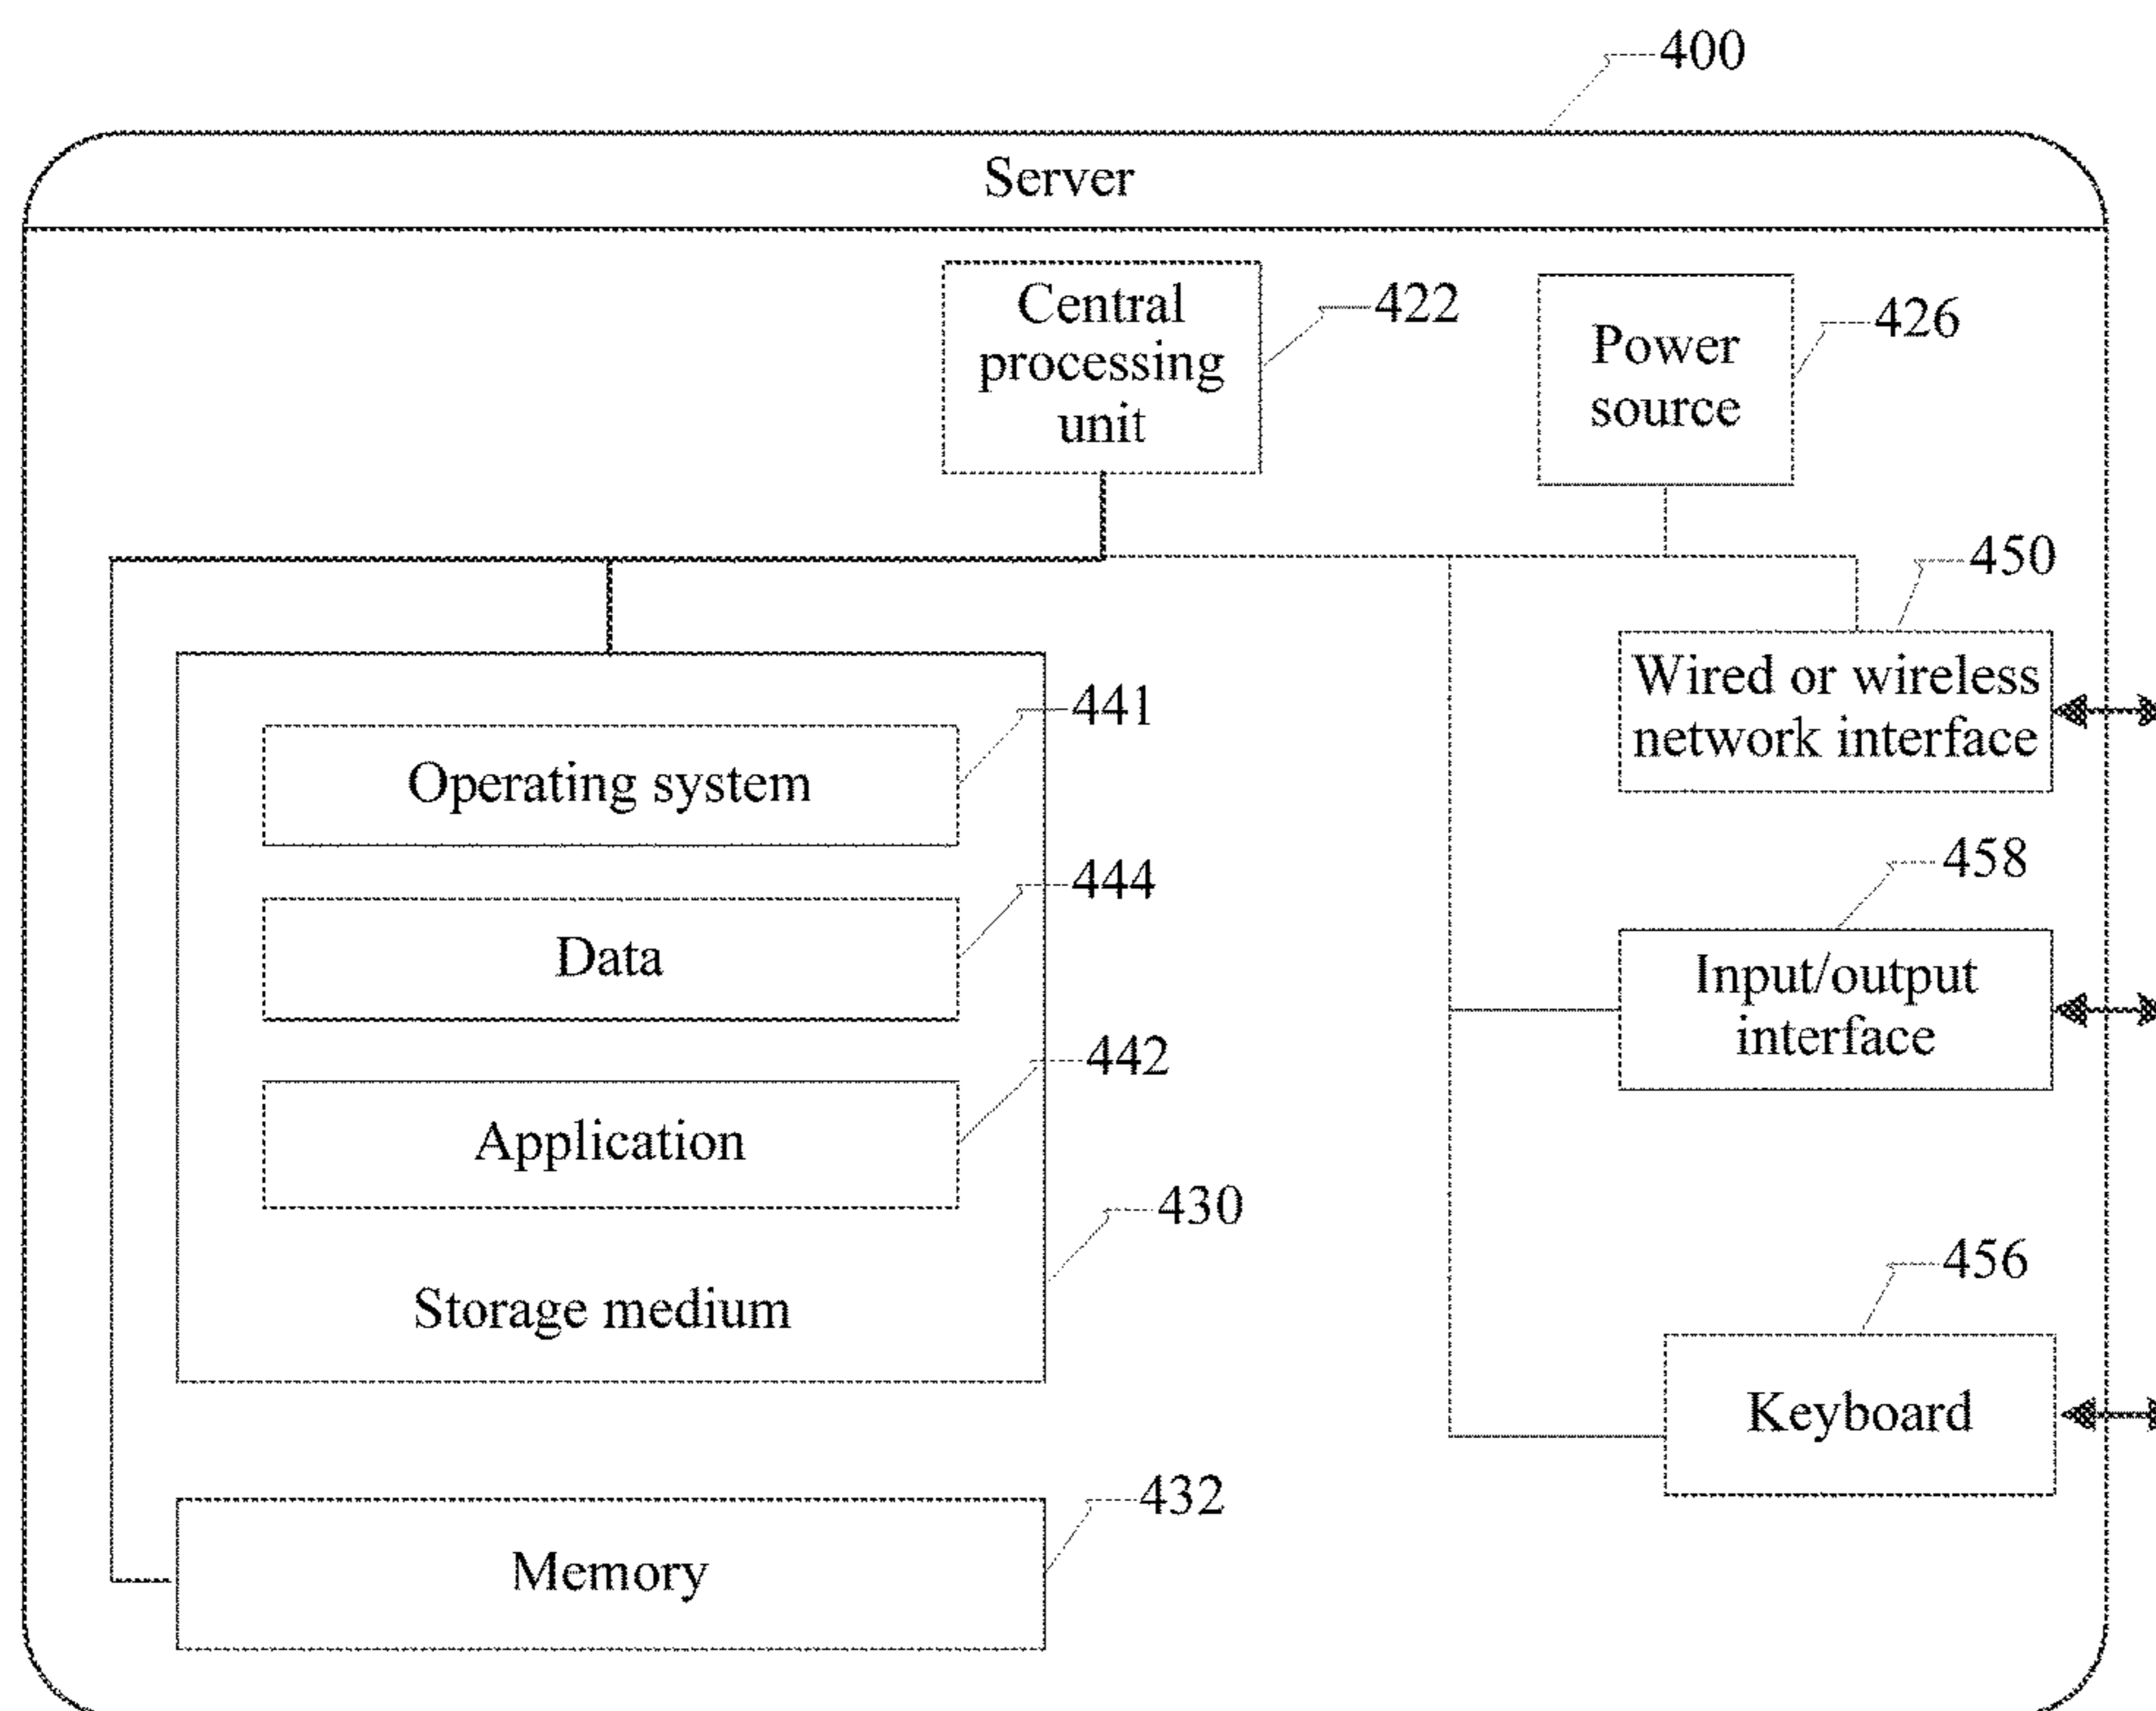 400
Server
Central
processing
unit
422
Power
source
426
450
Wired or wireless
network interface
441
Operating system
458
Input/output
interface
444
Data
442
Application
430
Storage medium
456
Keyboard
432
Memory